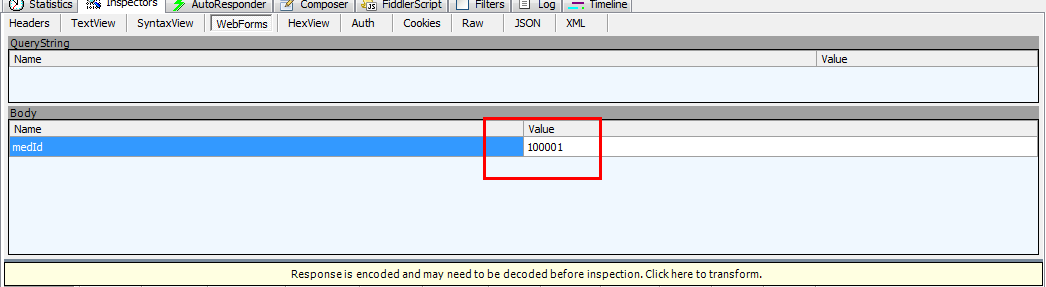 Statistics Inspectors AutoResponder Composer FiddlerScript Filters Log Timeline
Headers TextView SyntaxView WebForms HexView Auth Cookies Raw JSON XML
QueryString
Name Value
Body
Name Value
medId 100001
Response is encoded and may need to be decoded before inspection. Click here to transform.